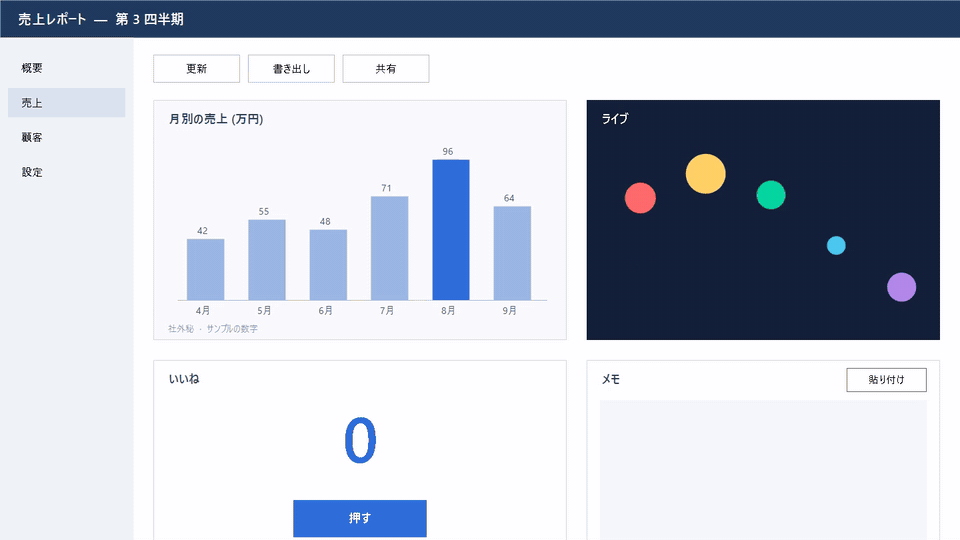 売上レポート — 第 3 四半期
概要
売上
顧客
設定
更新
書き出し
共有
月別の売上 (万円)
42
55
48
71
96
64
4月
5月
6月
7月
8月
9月
社外秘 · サンプルの数字
ライブ
いいね
0
押す
メモ
貼り付け